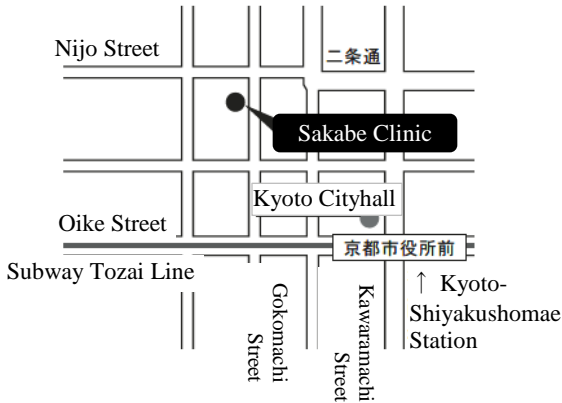 Nijo Street
二条通
Sakabe Clinic
Kyoto Cityhall
Oike Street
京都市役所前
Subway Tozai Line
Gokomachi
Street
Kawaramachi
Street
↑ Kyoto-
Shiyakushomae
Station